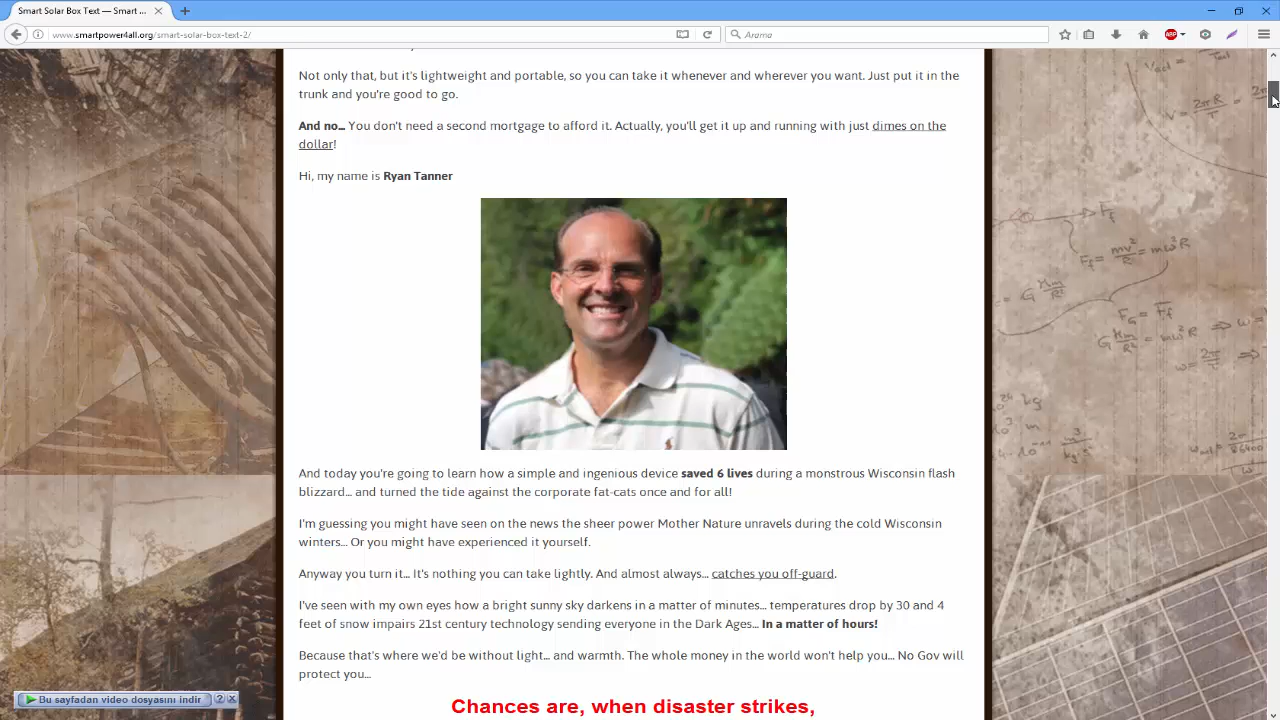 Smart Solar Box Text — Smart ...
www.smartpower4all.org/smart-solar-box-text-2/
Arama
ABP
Not only that, but it's lightweight and portable, so you can take it whenever and wherever you want. Just put it in the
trunk and you're good to go.
And no... You don't need a second mortgage to afford it. Actually, you'll get it up and running with just dimes on the
dollar!
Hi, my name is Ryan Tanner
And today you're going to learn how a simple and ingenious device saved 6 lives during a monstrous Wisconsin flash
blizzard... and turned the tide against the corporate fat-cats once and for all!
I'm guessing you might have seen on the news the sheer power Mother Nature unravels during the cold Wisconsin
winters... Or you might have experienced it yourself.
Anyway you turn it... It's nothing you can take lightly. And almost always... catches you off-guard.
I've seen with my own eyes how a bright sunny sky darkens in a matter of minutes... temperatures drop by 30 and 4
feet of snow impairs 21st century technology sending everyone in the Dark Ages... In a matter of hours!
Because that's where we'd be without light... and warmth. The whole money in the world won't help you... No Gov will
protect you...
Bu sayfadan video dosyasını indir ?
Chances are, when disaster strikes,